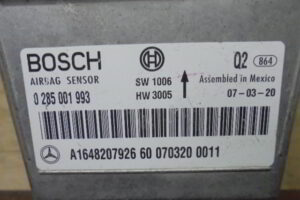 BOSCH Q2 864
AIRBAG SENSOR SW 1006 Assembled in Mexico
0 285 001 993 HW 3005 07-03-20
A1648207926 60 070320 0011